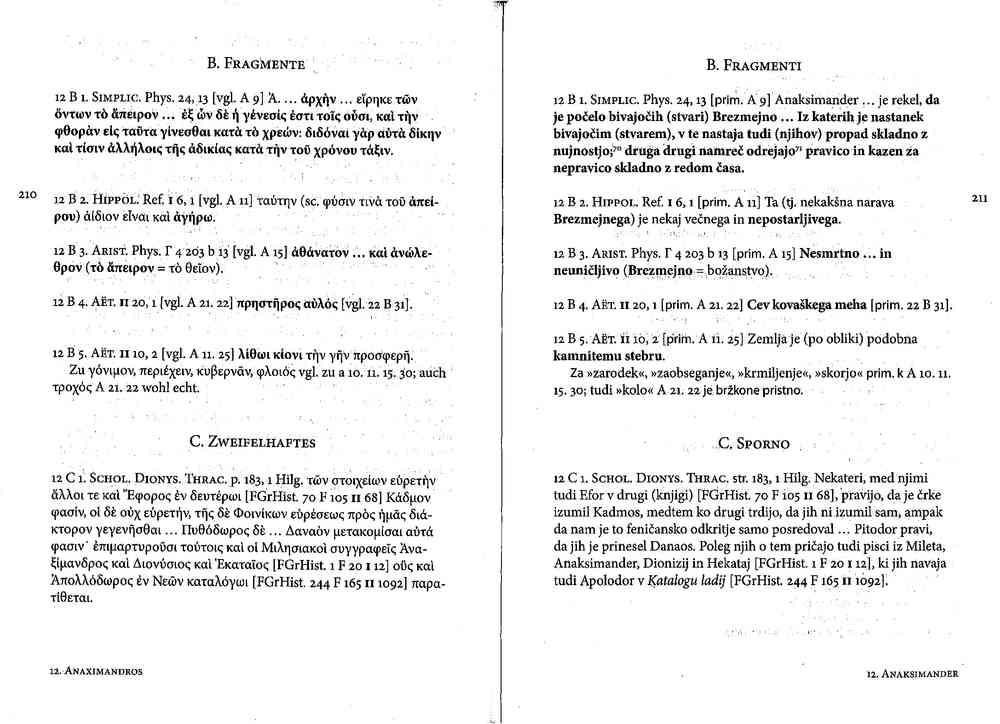 B. FRAGMENTE
12 B 1. SIMPLIC. Phys. 24, 13 [vgl. A 9] Ἀ. ... ἀρχὴν ... εἴρηκε τῶν
ὄντων τὸ ἄπειρον ... ἐξ ὧν δὲ ἡ γένεσίς ἐστι τοῖς οὖσι, καὶ τὴν
φθορὰν εἰς ταῦτα γίνεσθαι κατὰ τὸ χρεών: διδόναι γὰρ αὐτὰ δίκην
καὶ τίσιν ἀλλήλοις τῆς ἀδικίας κατὰ τὴν τοῦ χρόνου τάξιν.
210
12 B 2. HIPPOL. Ref. I 6, 1 [vgl. A 11] ταύτην (sc. φύσιν τινὰ τοῦ ἀπεί-
ρου) ἀίδιον εἶναι καὶ ἀγήρω.
12 B 3. ARIST. Phys. Γ 4 203 b 13 [vgl. A 15] ἀθάνατον ... καὶ ἀνώλε-
θρον (τὸ ἄπειρον = τὸ θεῖον).
12 B 4. AËT. II 20, 1 [vgl. A 21. 22] πρηστῆρος αὐλός [vgl. 22 B 31].
12 B 5. AËT. II 10, 2 [vgl. A 11. 25] λίθωι κίονι τὴν γῆν προσφερῆ.
Zu γόνιμον, περιέχειν, κυβερνᾶν, φλοιός vgl. zu a 10. 11. 15. 30; auch
τροχός A 21. 22 wohl echt.
C. ZWEIFELHAFTES
12 C 1. SCHOL. DIONYS. THRAC. p. 183, 1 Hilg. τῶν στοιχείων εὑρετὴν
ἄλλοι τε καὶ Ἔφορος ἐν δευτέρωι [FGrHist. 70 F 105 II 68] Κάδμον
φασίν, οἱ δὲ οὐχ εὑρετήν, τῆς δὲ Φοινίκων εὑρέσεως πρὸς ἡμᾶς διά-
κτορον γεγενῆσθαι ... Πυθόδωρος δὲ ... Δαναὸν μετακομίσαι αὐτά
φασιν˙ ἐπιμαρτυροῦσι τούτοις καὶ οἱ Μιλησιακοὶ συγγραφεῖς Ἀνα-
ξίμανδρος καὶ Διονύσιος καὶ Ἑκαταῖος [FGrHist. 1 F 20 I 12] οὓς καὶ
Ἀπολλόδωρος ἐν Νεῶν καταλόγωι [FGrHist. 244 F 165 II 1092] παρα-
τίθεται.
12. ANAXIMANDROS
B. FRAGMENTI
12 B 1. SIMPLIC. Phys. 24, 13 [prim. A 9] Anaksimander ... je rekel, da
je počelo bivajočih (stvari) Brezmejno ... Iz katerih je nastanek
bivajočim (stvarem), v te nastaja tudi (njihov) propad skladno z
nujnostjo;⁷⁰ druga drugi namreč odrejajo⁷¹ pravico in kazen za
nepravico skladno z redom časa.
12 B 2. HIPPOL. Ref. I 6, 1 [prim. A 11] Ta (tj. nekakšna narava
Brezmejnega) je nekaj večnega in nepostarljivega.
211
12 B 3. ARIST. Phys. Γ 4 203 b 13 [prim. A 15] Nesmrtno ... in
neuničljivo (Brezmejno = božanstvo).
12 B 4. AËT. II 20, 1 [prim. A 21. 22] Cev kovaškega meha [prim. 22 B 31].
12 B 5. AËT. II 10, 2 [prim. A 11. 25] Zemlja je (po obliki) podobna
kamnitemu stebru.
Za »zarodek«, »zaobseganje«, »krmiljenje«, »skorjo« prim. k A 10. 11.
15. 30; tudi »kolo« A 21. 22 je bržkone pristno.
C. SPORNO
12 C 1. SCHOL. DIONYS. THRAC. str. 183, 1 Hilg. Nekateri, med njimi
tudi Efor v drugi (knjigi) [FGrHist. 70 F 105 II 68], pravijo, da je črke
izumil Kadmos, medtem ko drugi trdijo, da jih ni izumil sam, ampak
da nam je to feničansko odkritje samo posredoval ... Pitodor pravi,
da jih je prinesel Danaos. Poleg njih o tem pričajo tudi pisci iz Mileta,
Anaksimander, Dionizij in Hekataj [FGrHist. 1 F 20 I 12], ki jih navaja
tudi Apolodor v Katalogu ladij [FGrHist. 244 F 165 II 1092].
12. ANAKSIMANDER